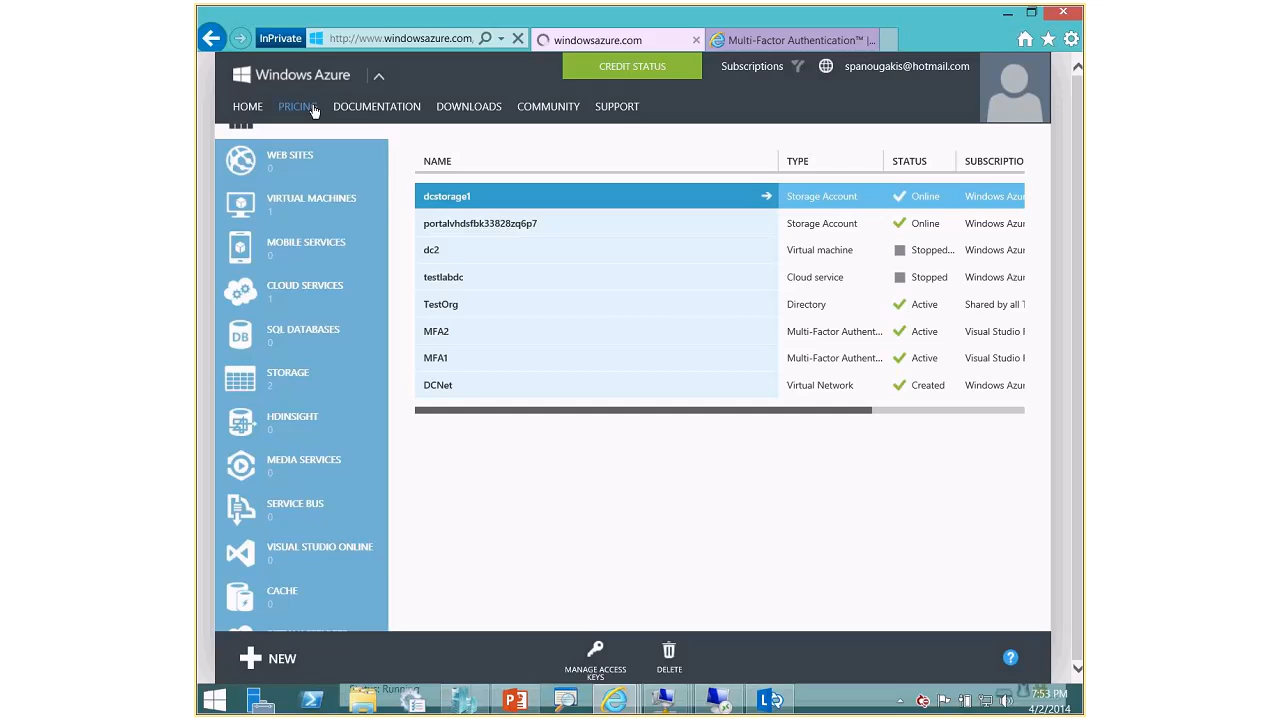 InPrivate
http://www.windowsazure.com,
windowsazure.com
Multi-Factor Authentication™ |...
Windows Azure
CREDIT STATUS
Subscriptions
spanougakis@hotmail.com
HOME
PRICING
DOCUMENTATION
DOWNLOADS
COMMUNITY
SUPPORT
WEB SITES
0
VIRTUAL MACHINES
1
MOBILE SERVICES
0
CLOUD SERVICES
1
DB
SQL DATABASES
0
STORAGE
2
HDINSIGHT
0
MEDIA SERVICES
0
SERVICE BUS
0
VISUAL STUDIO ONLINE
0
CACHE
0
NAME TYPE STATUS SUBSCRIPTIO
dcstorage1 Storage Account Online Windows Azur
portalvhdsfbk33828zq6p7 Storage Account Online Windows Azur
dc2 Virtual machine Stopped... Windows Azur
testlabdc Cloud service Stopped Windows Azur
TestOrg Directory Active Shared by all T
MFA2 Multi-Factor Authent... Active Visual Studio P
MFA1 Multi-Factor Authent... Active Visual Studio P
DCNet Virtual Network Created Windows Azur
NEW
MANAGE ACCESS
KEYS
DELETE
?
Status: Running
7:53 PM
4/2/2014